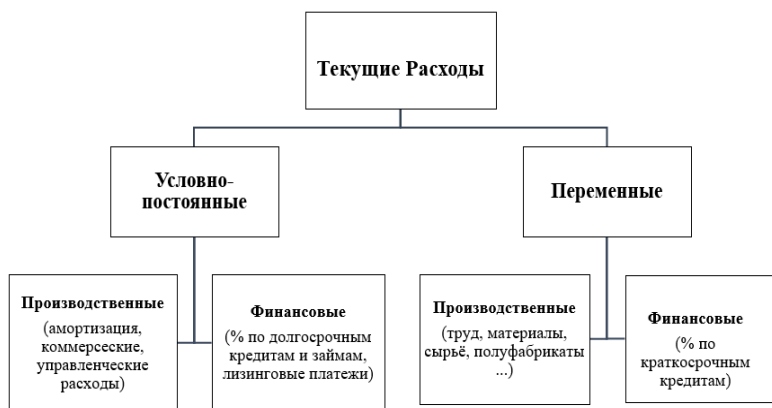 Текущие Расходы
Условно-
постоянные
Переменные
Производственные
(амортизация,
коммерсеские,
управленческие
расходы)
Финансовые
(% по долгосрочным
кредитам и займам,
лизинговые платежи)
Производственные
(труд, материалы,
сырьё, полуфабрикаты
...)
Финансовые
(% по
краткосрочным
кредитам)